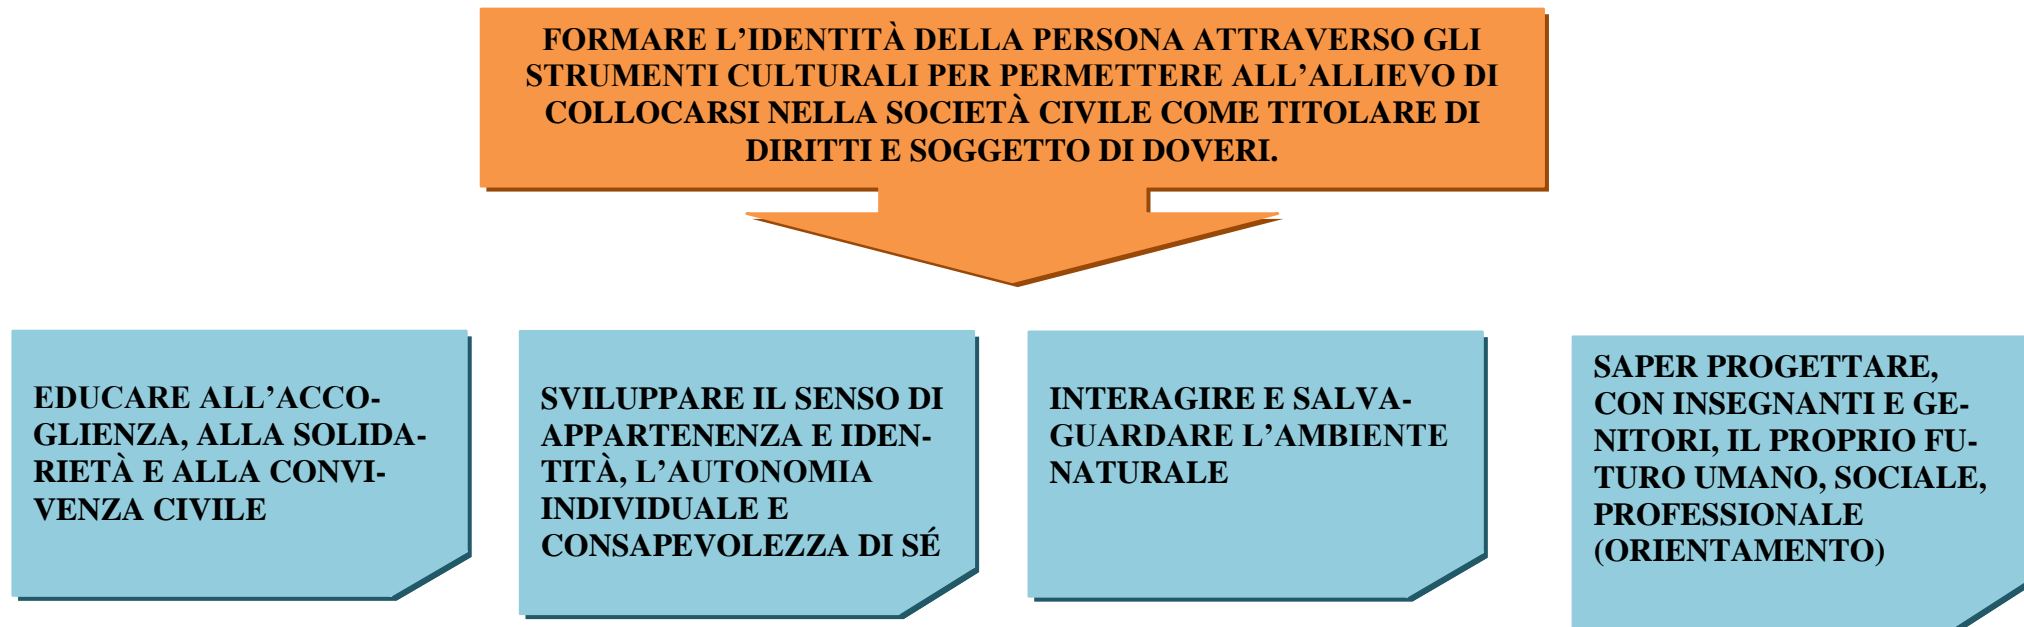 FORMARE L’IDENTITÀ DELLA PERSONA ATTRAVERSO GLI
STRUMENTI CULTURALI PER PERMETTERE ALL’ALLIEVO DI
COLLOCARSI NELLA SOCIETÀ CIVILE COME TITOLARE DI
DIRITTI E SOGGETTO DI DOVERI.
EDUCARE ALL’ACCO-
GLIENZA, ALLA SOLIDA-
RIETÀ E ALLA CONVI-
VENZA CIVILE
SVILUPPARE IL SENSO DI
APPARTENENZA E IDEN-
TITÀ, L’AUTONOMIA
INDIVIDUALE E
CONSAPEVOLEZZA DI SÉ
INTERAGIRE E SALVA-
GUARDARE L’AMBIENTE
NATURALE
SAPER PROGETTARE,
CON INSEGNANTI E GE-
NITORI, IL PROPRIO FU-
TURO UMANO, SOCIALE,
PROFESSIONALE
(ORIENTAMENTO)